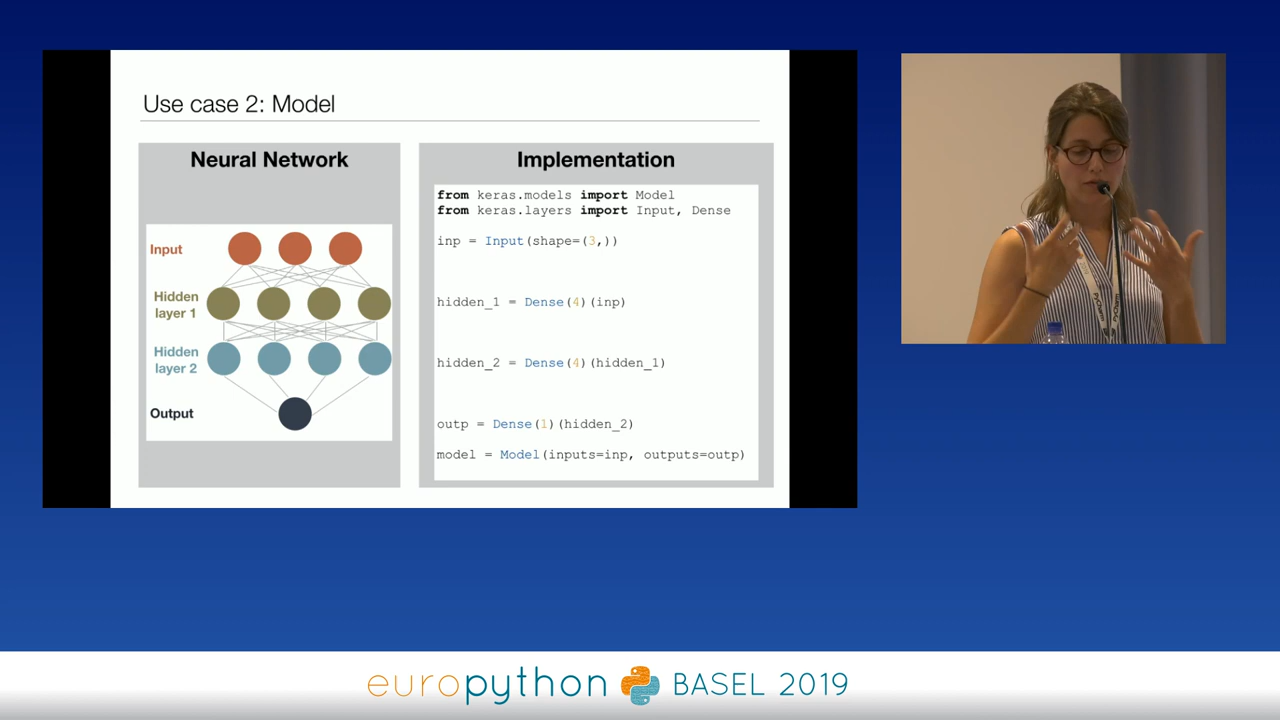 Use case 2: Model
Neural Network
Input
Hidden
layer 1
Hidden
layer 2
Output
Implementation
from keras.models import Model
from keras.layers import Input, Dense
inp = Input(shape=(3,))
hidden_1 = Dense(4)(inp)
hidden_2 = Dense(4)(hidden_1)
outp = Dense(1)(hidden_2)
model = Model(inputs=inp, outputs=outp)
europython BASEL 2019